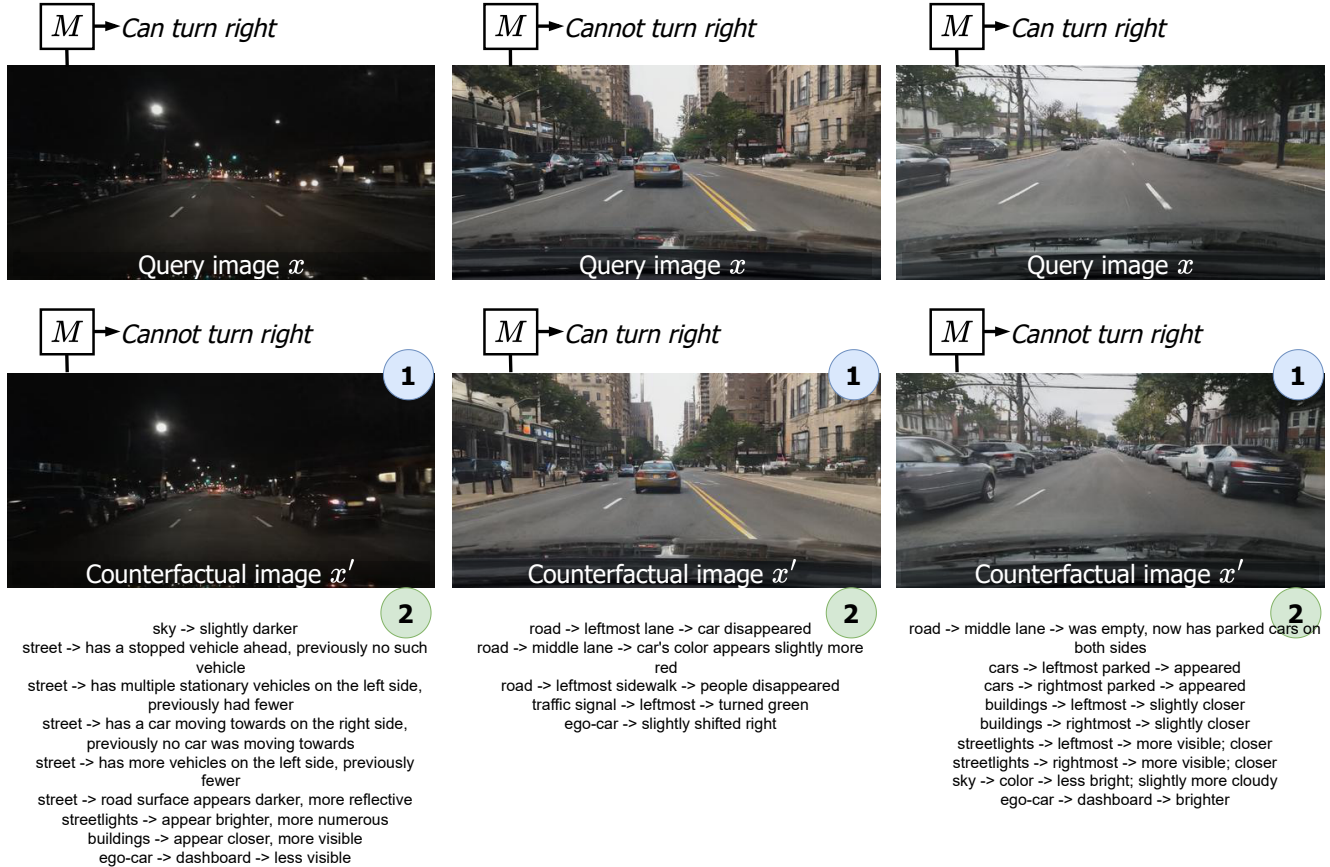 M Can turn right
Query image x
M Cannot turn right
Query image x
M Can turn right
Query image x
M Cannot turn right
1
Counterfactual image x′
2
sky -> slightly darker
street -> has a stopped vehicle ahead, previously no such
vehicle
street -> has multiple stationary vehicles on the left side,
previously had fewer
street -> has a car moving towards on the right side,
previously no car was moving towards
street -> has more vehicles on the left side, previously
fewer
street -> road surface appears darker, more reflective
streetlights -> appear brighter, more numerous
buildings -> appear closer, more visible
ego-car -> dashboard -> less visible
M Can turn right
1
Counterfactual image x′
2
road -> leftmost lane -> car disappeared
road -> middle lane -> car's color appears slightly more
red
road -> leftmost sidewalk -> people disappeared
traffic signal -> leftmost -> turned green
ego-car -> slightly shifted right
M Cannot turn right
1
Counterfactual image x′
2
road -> middle lane -> was empty, now has parked cars on
both sides
cars -> leftmost parked -> appeared
cars -> rightmost parked -> appeared
buildings -> leftmost -> slightly closer
buildings -> rightmost -> slightly closer
streetlights -> leftmost -> more visible; closer
streetlights -> rightmost -> more visible; closer
sky -> color -> less bright; slightly more cloudy
ego-car -> dashboard -> brighter